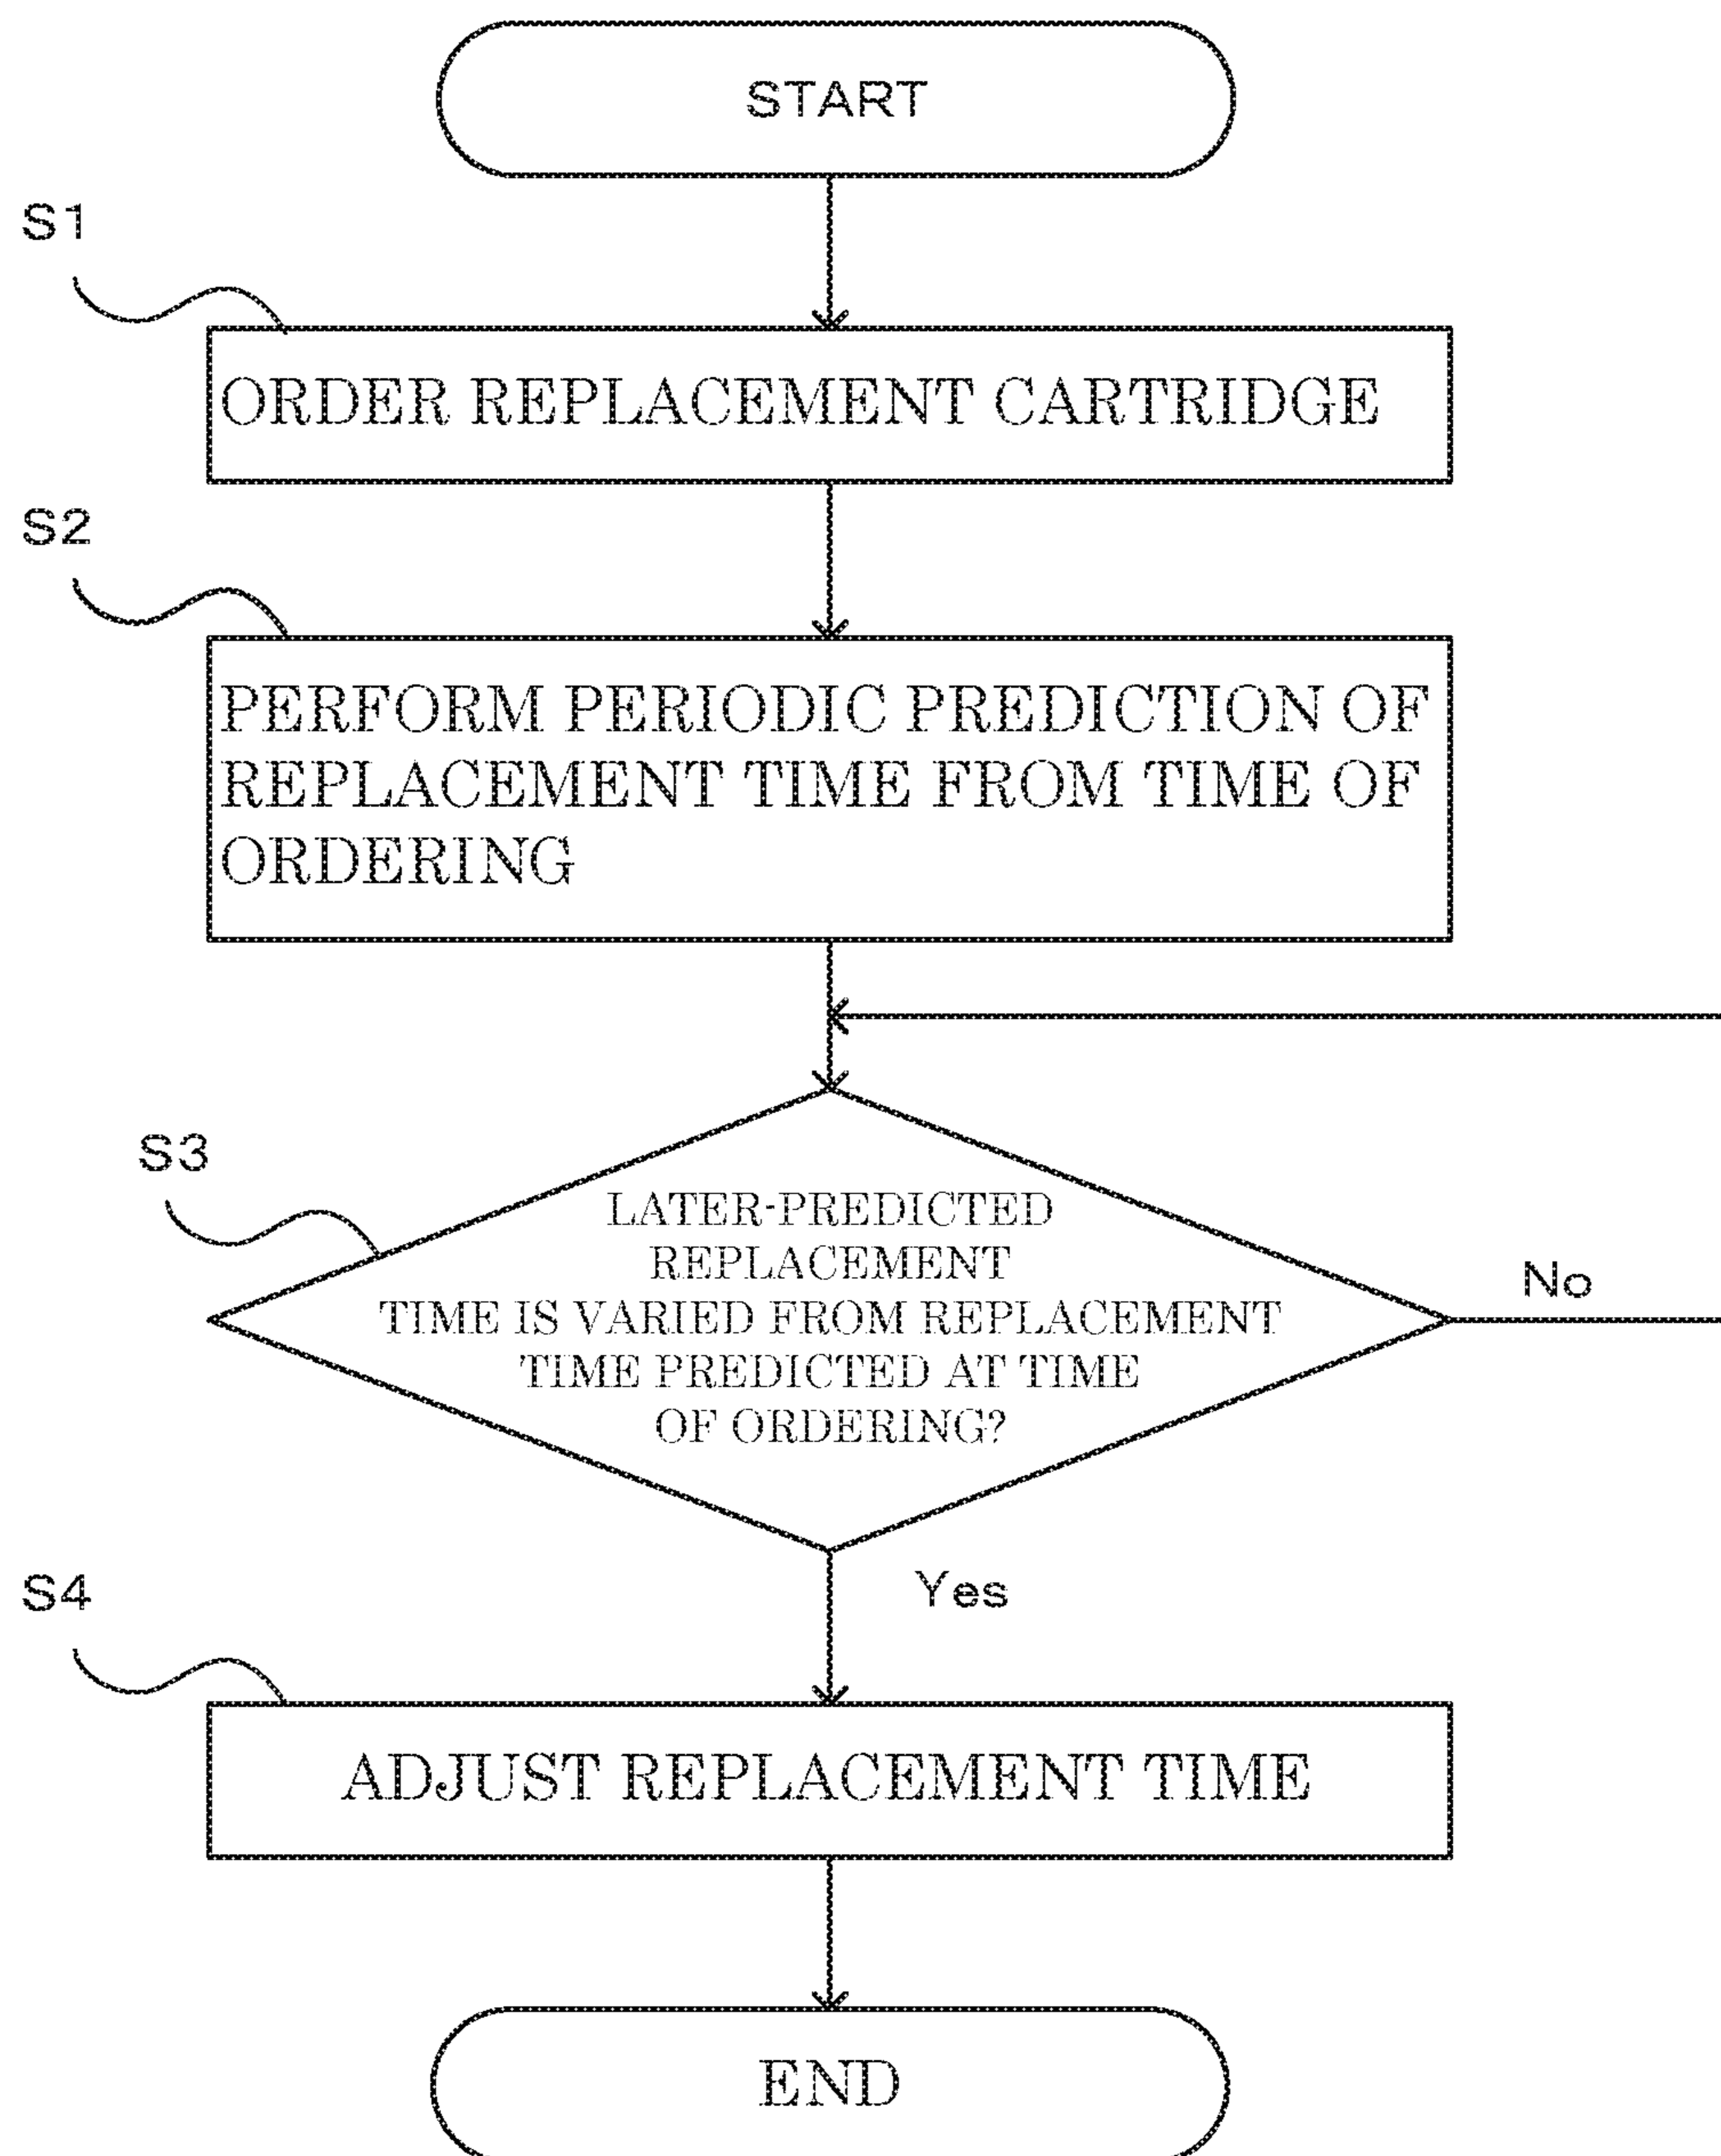 START
S1
ORDER REPLACEMENT CARTRIDGE
S2
PERFORM PERIODIC PREDICTION OF
REPLACEMENT TIME FROM TIME OF
ORDERING
S3
LATER-PREDICTED
REPLACEMENT
TIME IS VARIED FROM REPLACEMENT
TIME PREDICTED AT TIME
OF ORDERING?
No
Yes
S4
ADJUST REPLACEMENT TIME
END